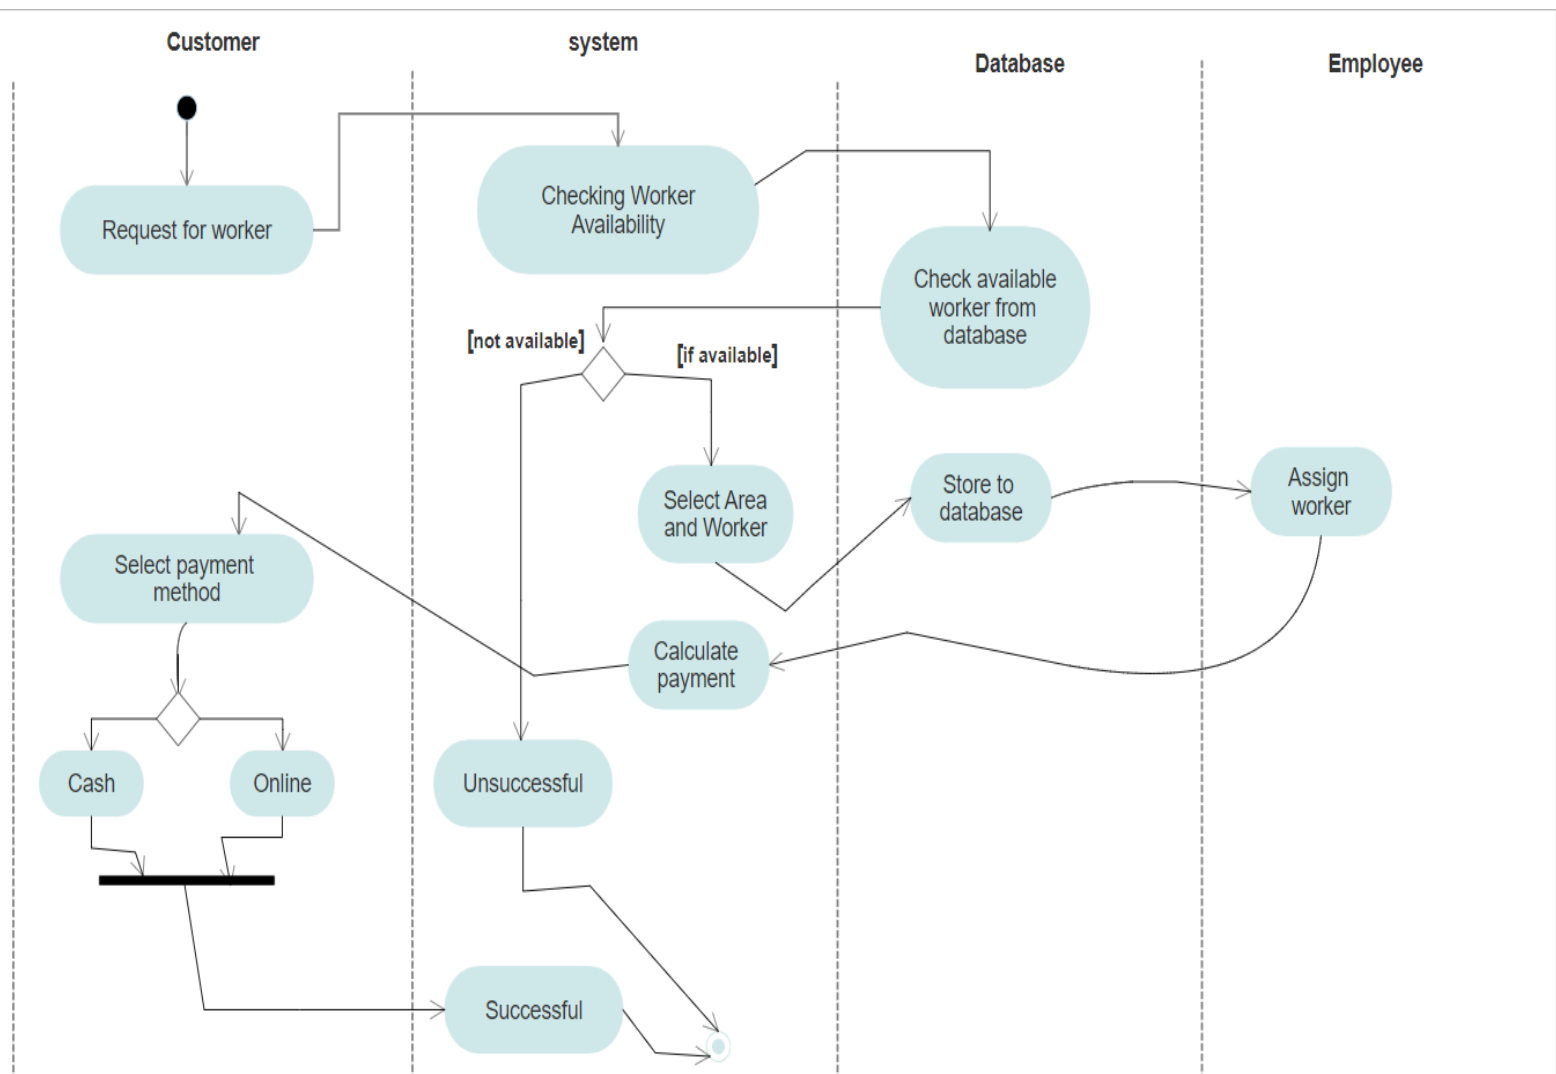 Customer
system
Database
Employee
Request for worker
Checking Worker
Availability
Check available
worker from
database
[not available]
[if available]
Select Area
and Worker
Store to
database
Assign
worker
Select payment
method
Calculate
payment
Cash
Online
Unsuccessful
Successful